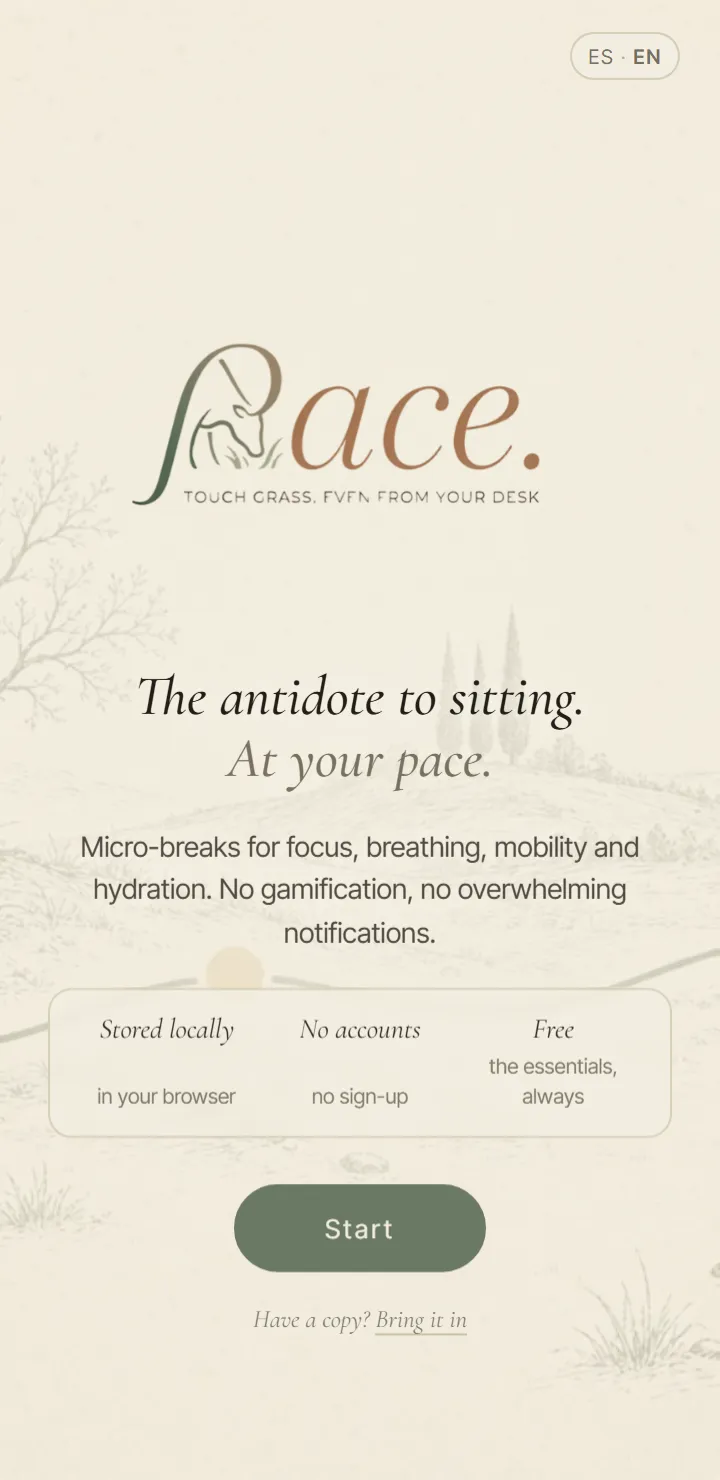 ES · EN
Pace.
TOUCH GRASS. EVEN FROM YOUR DESK
The antidote to sitting.
At your pace.
Micro-breaks for focus, breathing, mobility and
hydration. No gamification, no overwhelming
notifications.
Stored locally
in your browser
No accounts
no sign-up
Free
the essentials,
always
Start
Have a copy? Bring it in